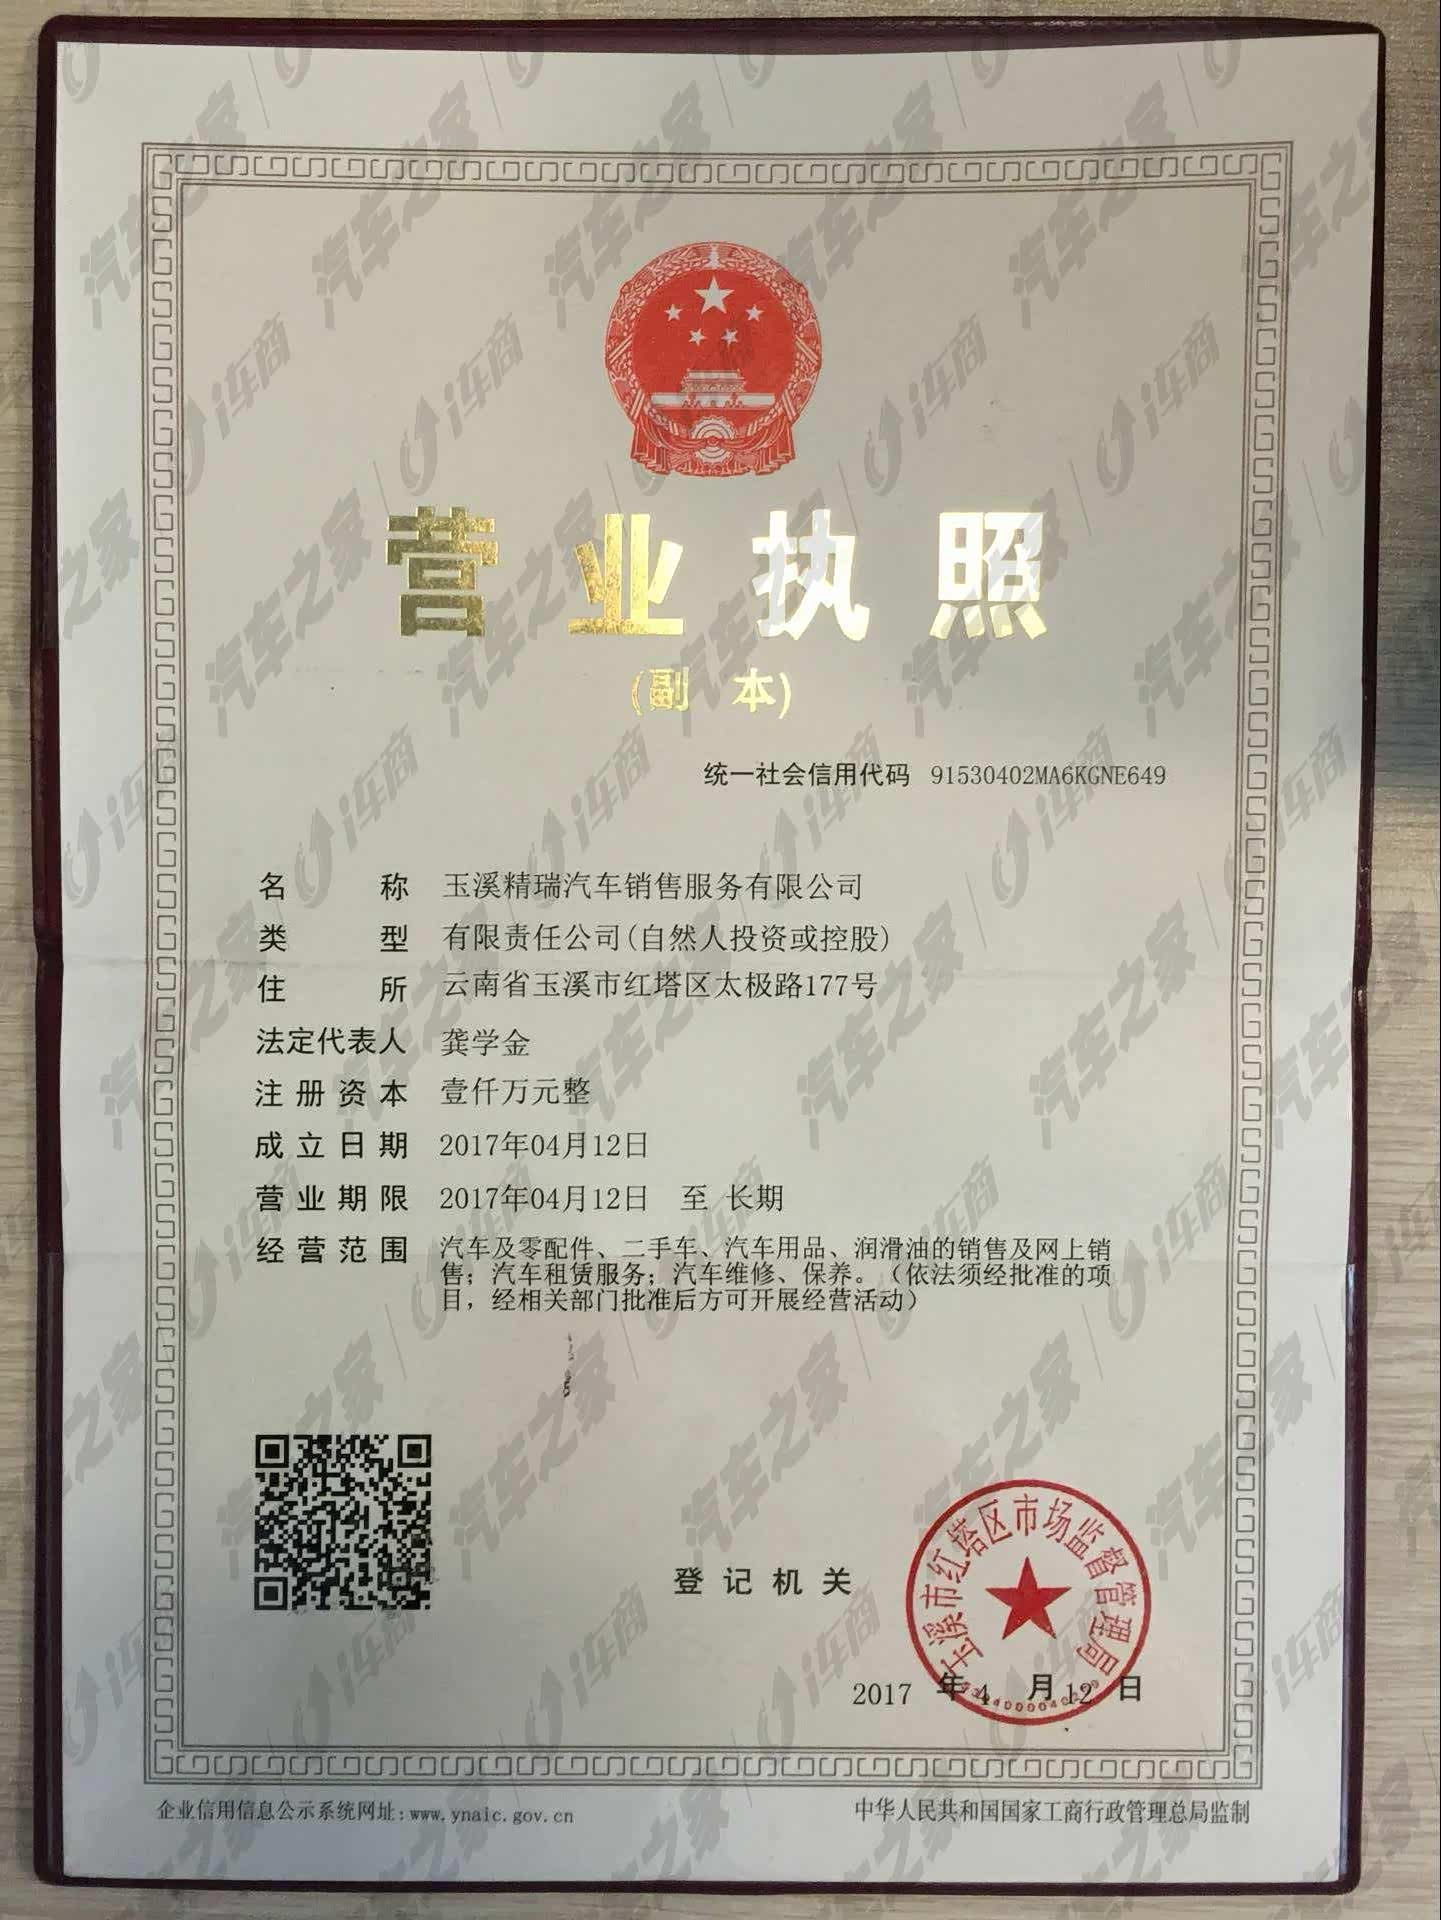 营业执照
(副 本)
统一社会信用代码 91530402MA6KGNE649
名 称 玉溪精瑞汽车销售服务有限公司
类 型 有限责任公司(自然人投资或控股)
住 所 云南省玉溪市红塔区太极路177号
法定代表人 龚学金
注册资本 壹仟万元整
成立日期 2017年04月12日
营业期限 2017年04月12日 至 长期
经营范围 汽车及零配件、二手车、汽车用品、润滑油的销售及网上销
售；汽车租赁服务；汽车维修、保养。（依法须经批准的项
目，经相关部门批准后方可开展经营活动）
登记机关
玉溪市红塔区市场监督管理局
2017 年 4 月 12 日
企业信用信息公示系统网址:www.ynaic.gov.cn
中华人民共和国国家工商行政管理总局监制
汽车之家 i车商